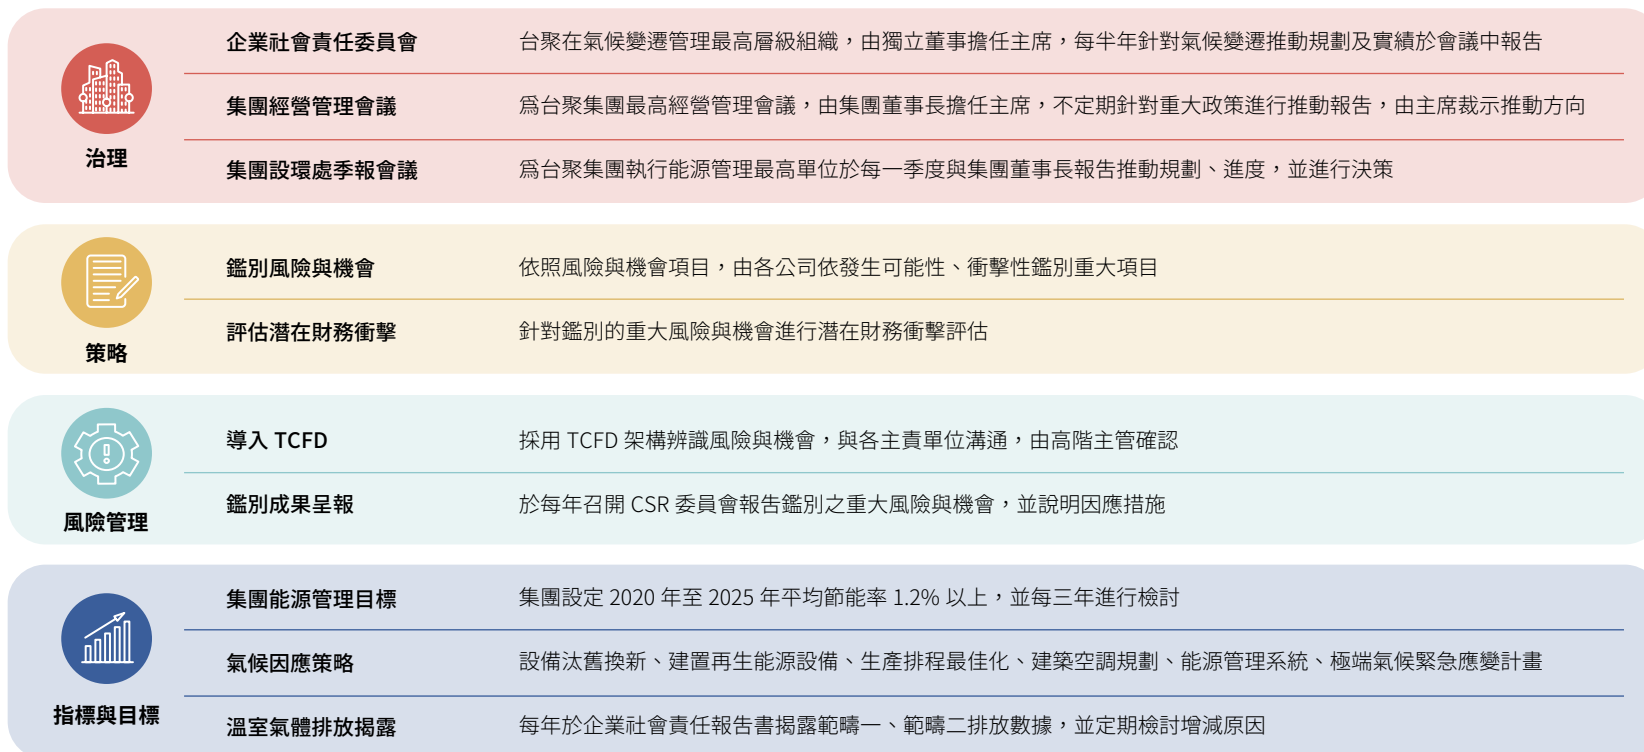 治理
企業社會責任委員會
台聚在氣候變遷管理最高層級組織，由獨立董事擔任主席，每半年針對氣候變遷推動規劃及實績於會議中報告
集團經營管理會議
爲台聚集團最高經營管理會議，由集團董事長擔任主席，不定期針對重大政策進行推動報告，由主席裁示推動方向
集團設環處季報會議
爲台聚集團執行能源管理最高單位於每一季度與集團董事長報告推動規劃、進度，並進行決策
策略
鑑別風險與機會
依照風險與機會項目，由各公司依發生可能性、衝擊性鑑別重大項目
評估潛在財務衝擊
針對鑑別的重大風險與機會進行潛在財務衝擊評估
風險管理
導入 TCFD
採用 TCFD 架構辨識風險與機會，與各主責單位溝通，由高階主管確認
鑑別成果呈報
於每年召開 CSR 委員會報告鑑別之重大風險與機會，並說明因應措施
指標與目標
集團能源管理目標
集團設定 2020 年至 2025 年平均節能率 1.2% 以上，並每三年進行檢討
氣候因應策略
設備汰舊換新、建置再生能源設備、生產排程最佳化、建築空調規劃、能源管理系統、極端氣候緊急應變計畫
溫室氣體排放揭露
每年於企業社會責任報告書揭露範疇一、範疇二排放數據，並定期檢討增減原因